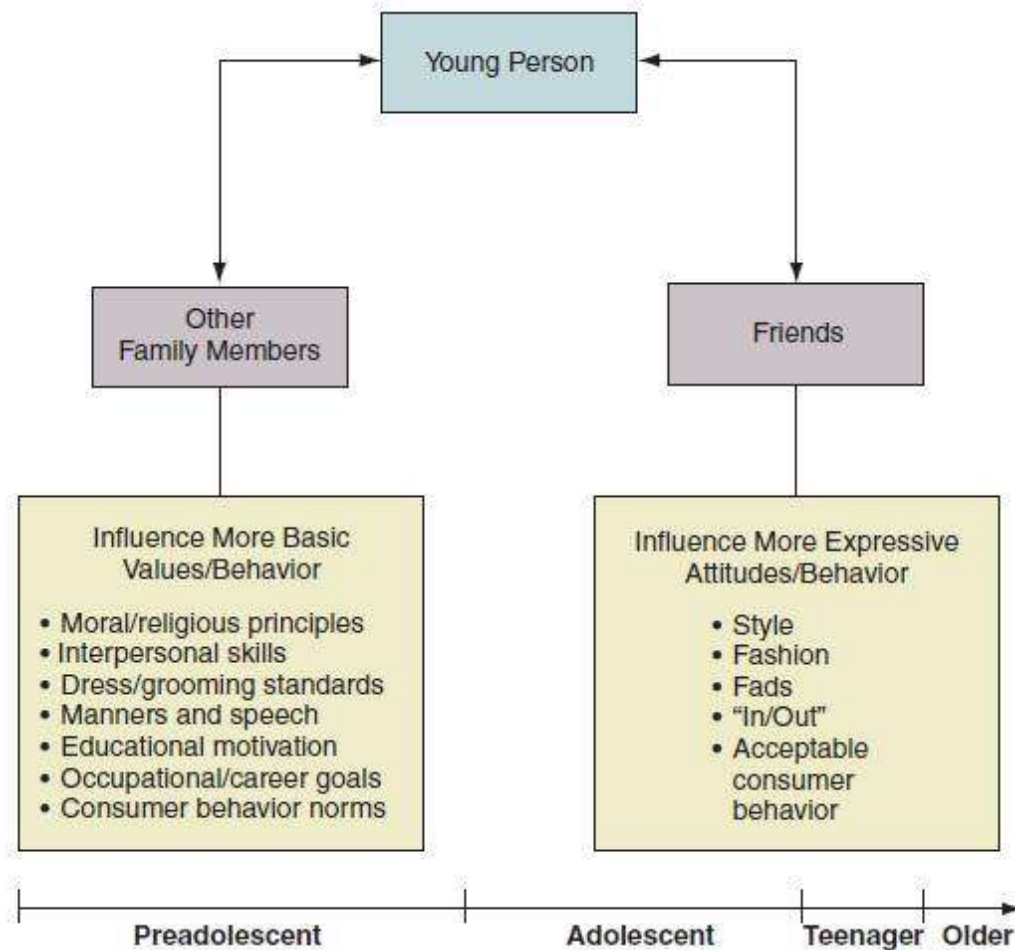 Young Person
Other
Family Members
Friends
Influence More Basic
Values/Behavior
• Moral/religious principles
• Interpersonal skills
• Dress/grooming standards
• Manners and speech
• Educational motivation
• Occupational/career goals
• Consumer behavior norms
Influence More Expressive
Attitudes/Behavior
• Style
• Fashion
• Fads
• “In/Out”
• Acceptable
consumer
behavior
Preadolescent Adolescent Teenager Older